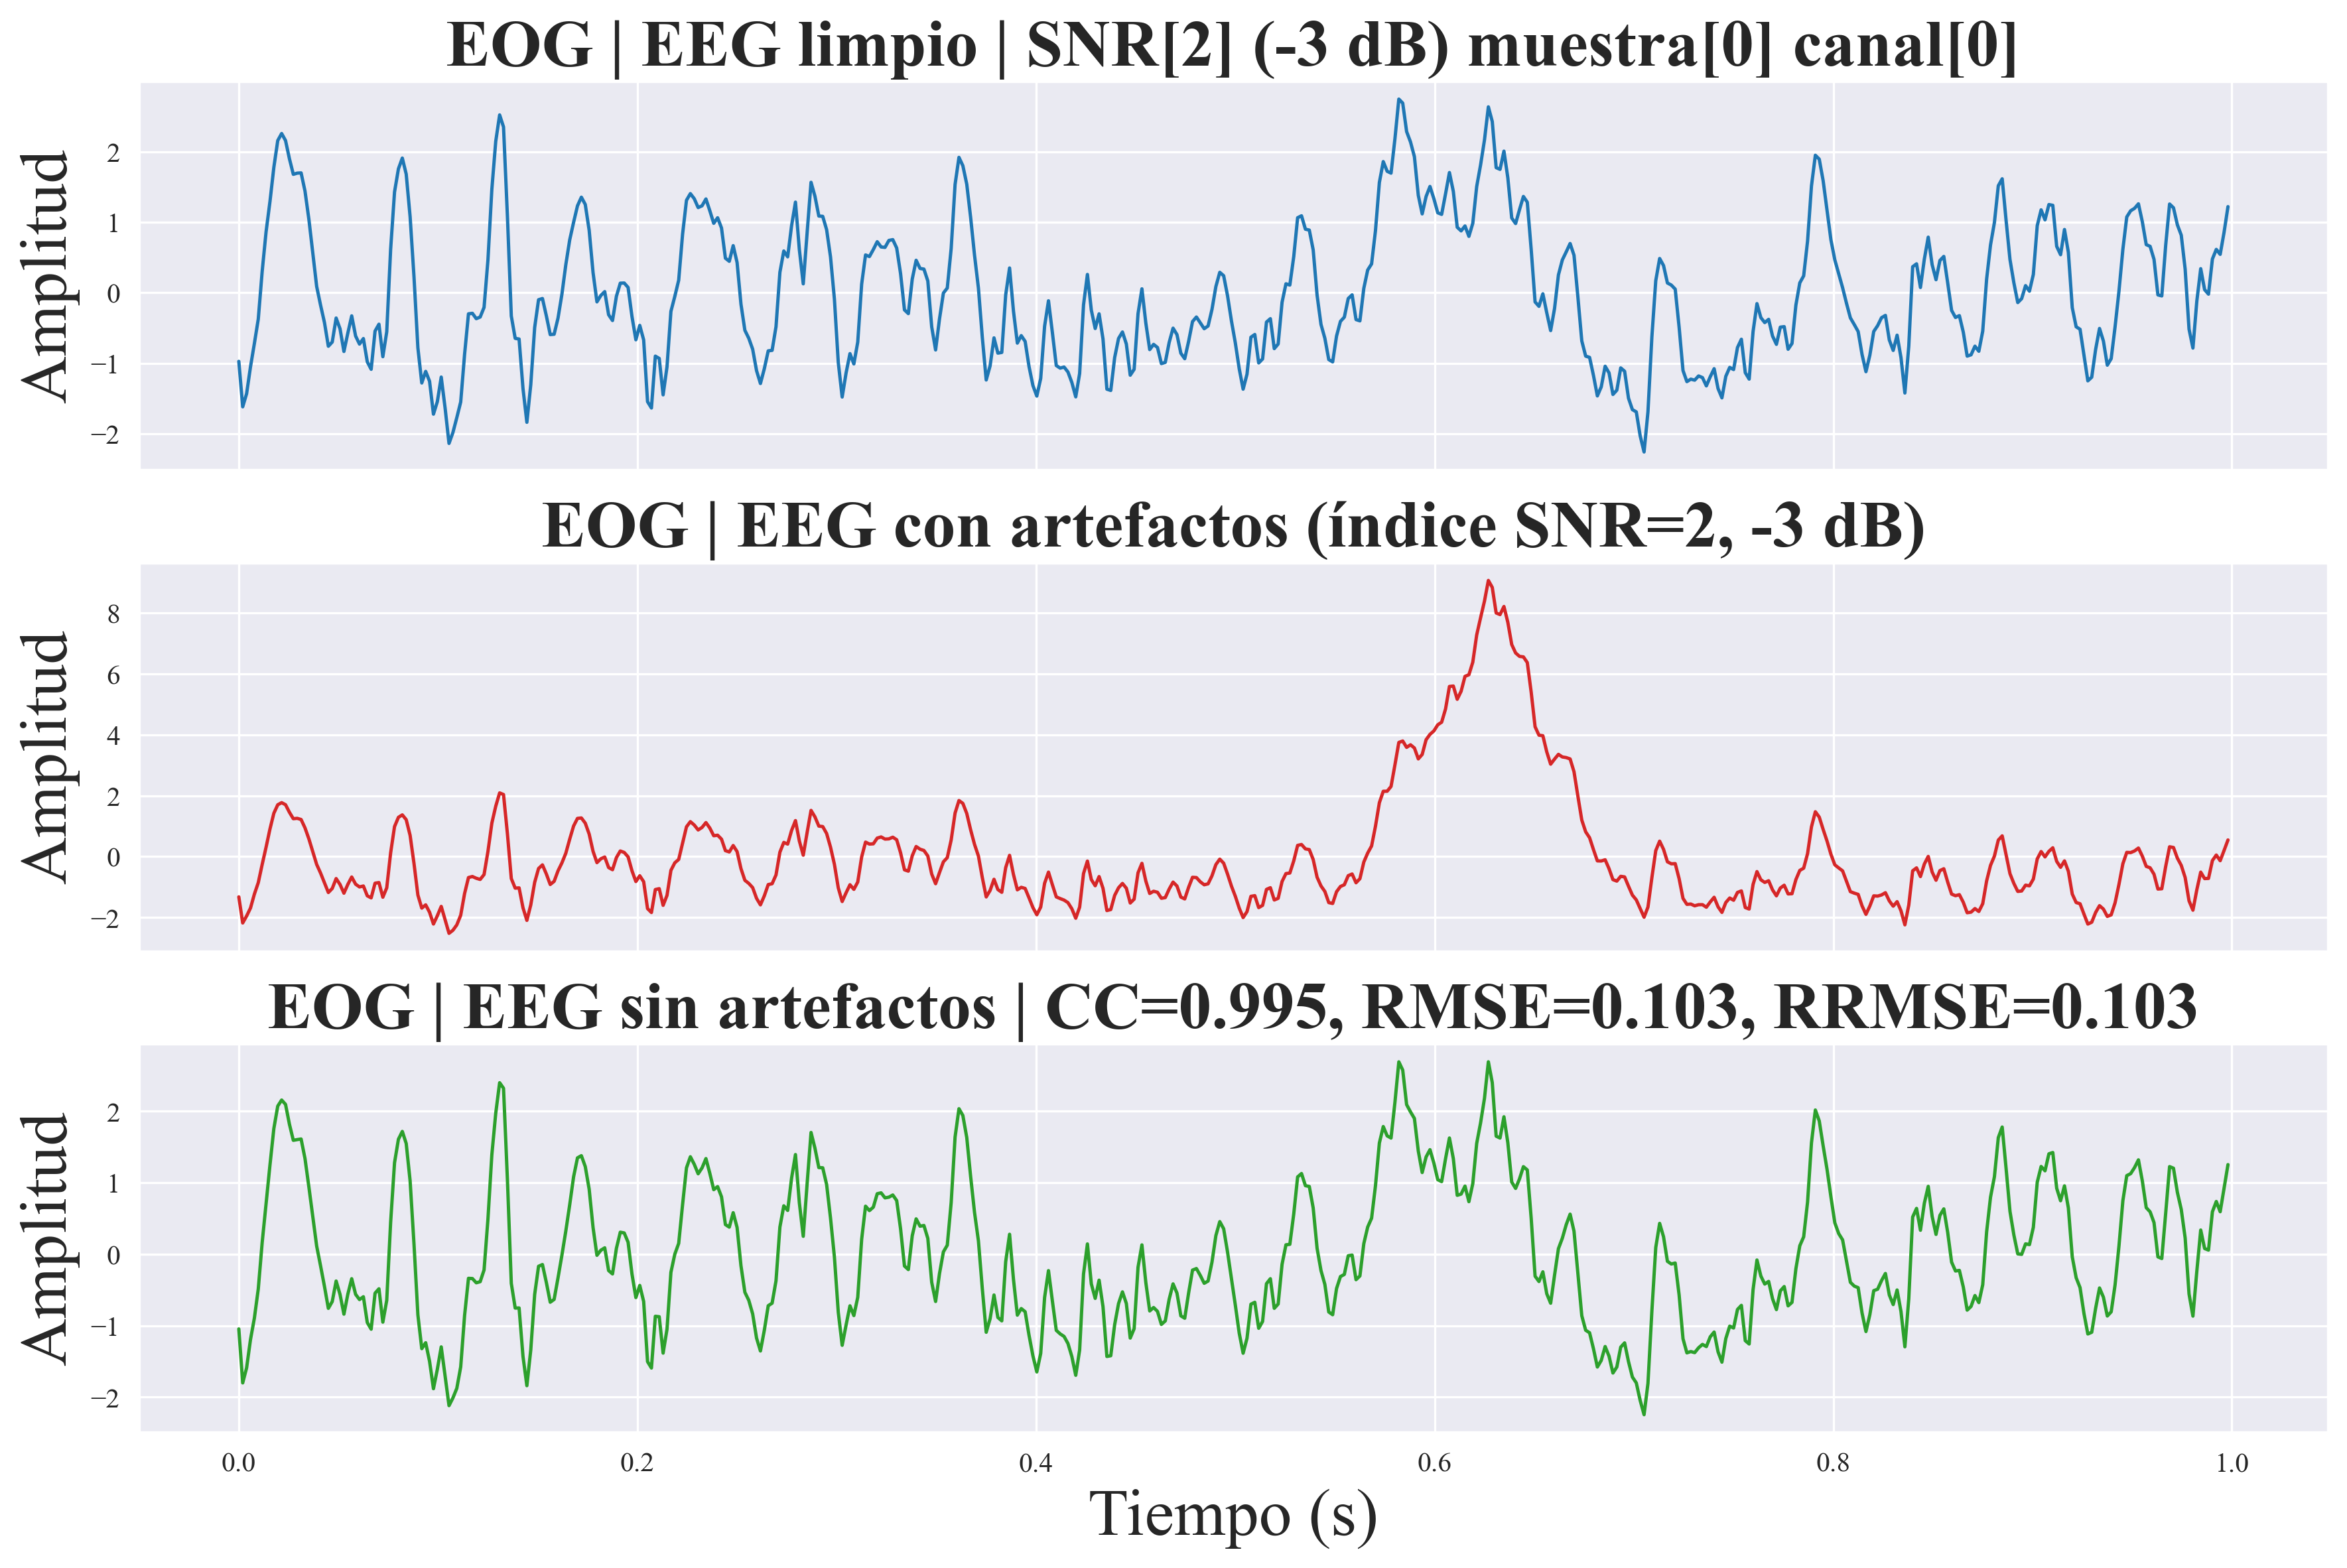 EOG | EEG limpio | SNR[2] (-3 dB) muestra[0] canal[0]
Amplitud
2
1
0
−1
−2
EOG | EEG con artefactos (índice SNR=2, -3 dB)
Amplitud
8
6
4
2
0
−2
EOG | EEG sin artefactos | CC=0.995, RMSE=0.103, RRMSE=0.103
Amplitud
2
1
0
−1
−2
0.0 0.2 0.4 0.6 0.8 1.0
Tiempo (s)